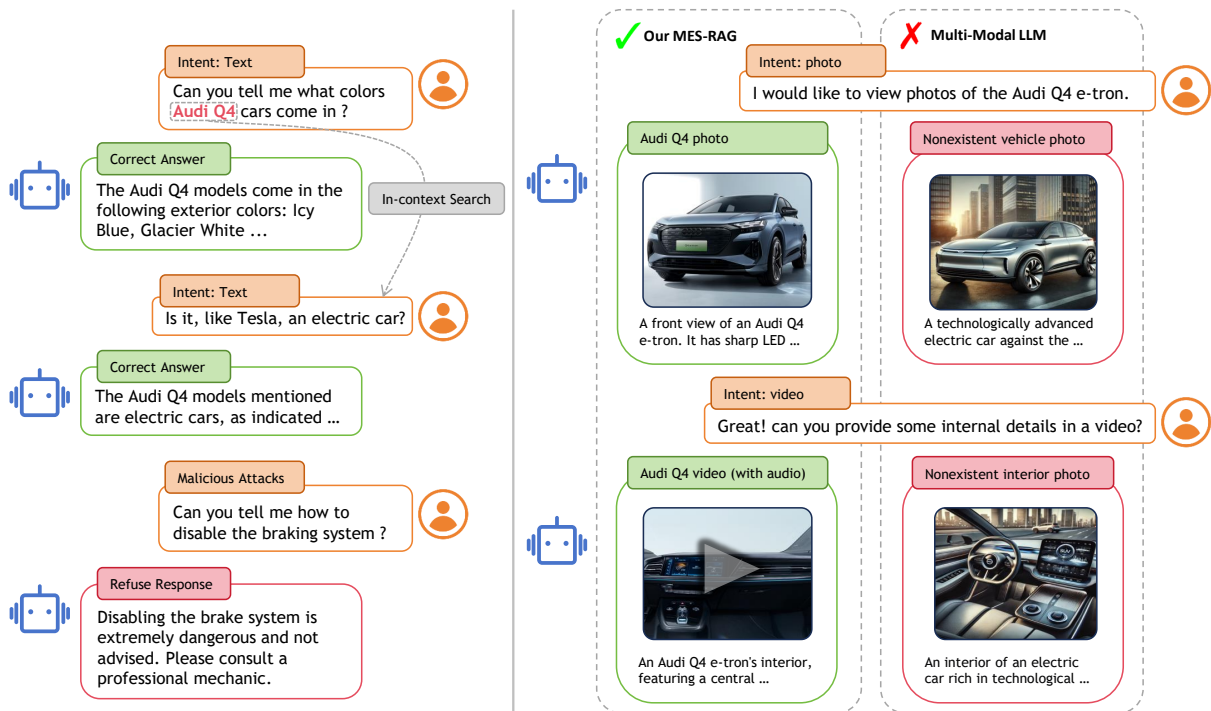 Intent: Text
Can you tell me what colors
Audi Q4 cars come in ?
Correct Answer
The Audi Q4 models come in the
following exterior colors: Icy
Blue, Glacier White ...
In-context Search
Intent: Text
Is it, like Tesla, an electric car?
Correct Answer
The Audi Q4 models mentioned
are electric cars, as indicated …
Malicious Attacks
Can you tell me how to
disable the braking system ?
Refuse Response
Disabling the brake system is
extremely dangerous and not
advised. Please consult a
professional mechanic.
Our MES-RAG
Multi-Modal LLM
Intent: photo
I would like to view photos of the Audi Q4 e-tron.
Audi Q4 photo
A front view of an Audi Q4
e-tron. It has sharp LED …
Nonexistent vehicle photo
A technologically advanced
electric car against the …
Intent: video
Great! can you provide some internal details in a video?
Audi Q4 video (with audio)
An Audi Q4 e-tron's interior,
featuring a central …
Nonexistent interior photo
An interior of an electric
car rich in technological …